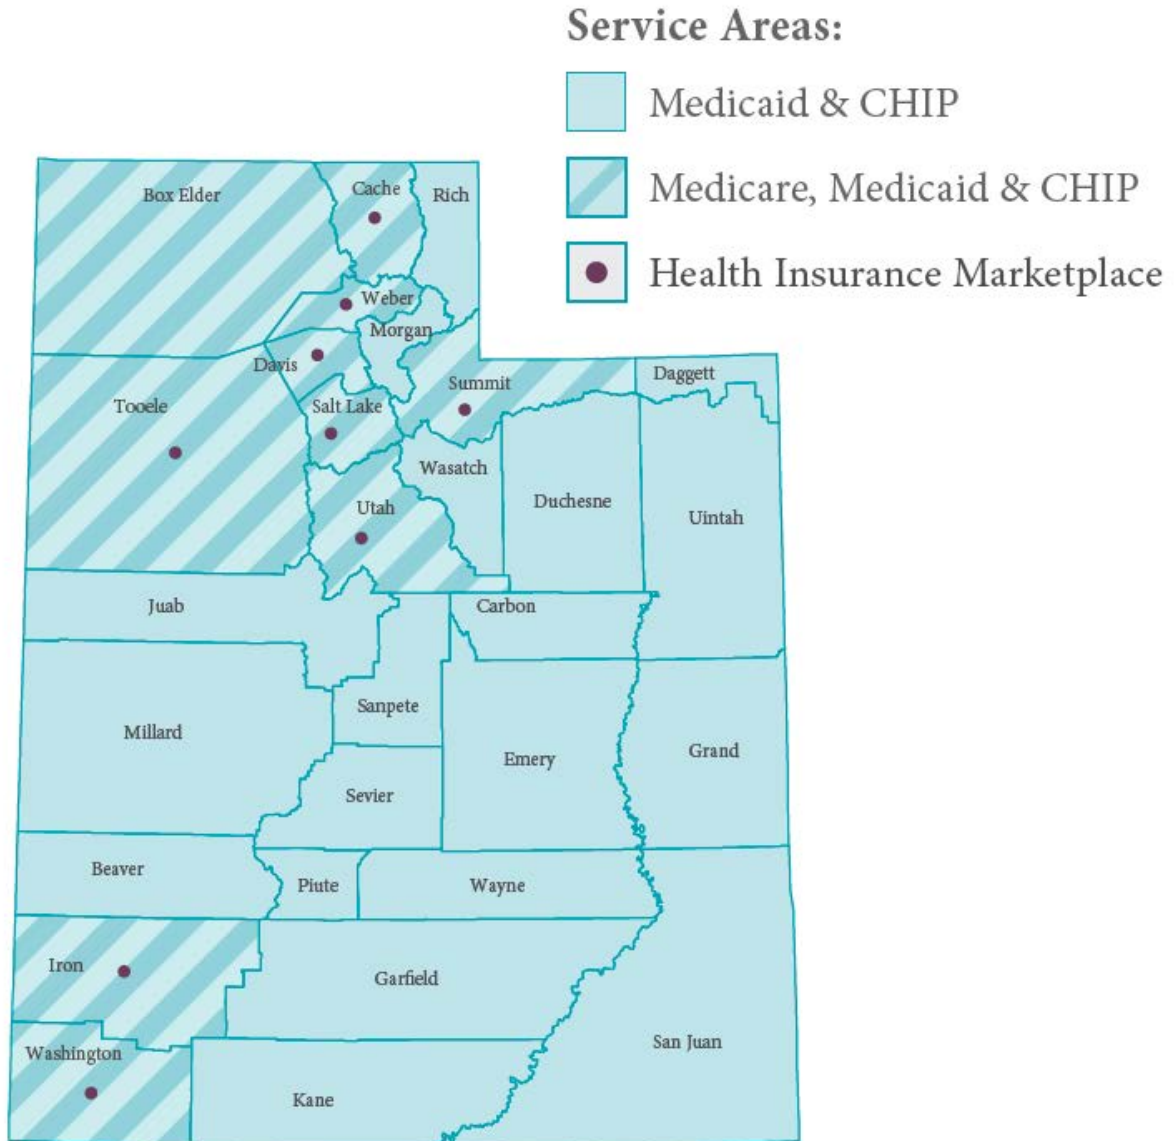 Service Areas:
Medicaid & CHIP
Medicare, Medicaid & CHIP
Health Insurance Marketplace
Box Elder
Cache
Rich
Weber
Morgan
Davis
Summit
Daggett
Tooele
Salt Lake
Wasatch
Duchesne
Uintah
Utah
Juab
Carbon
Sanpete
Millard
Emery
Grand
Sevier
Beaver
Piute
Wayne
Iron
Garfield
San Juan
Washington
Kane